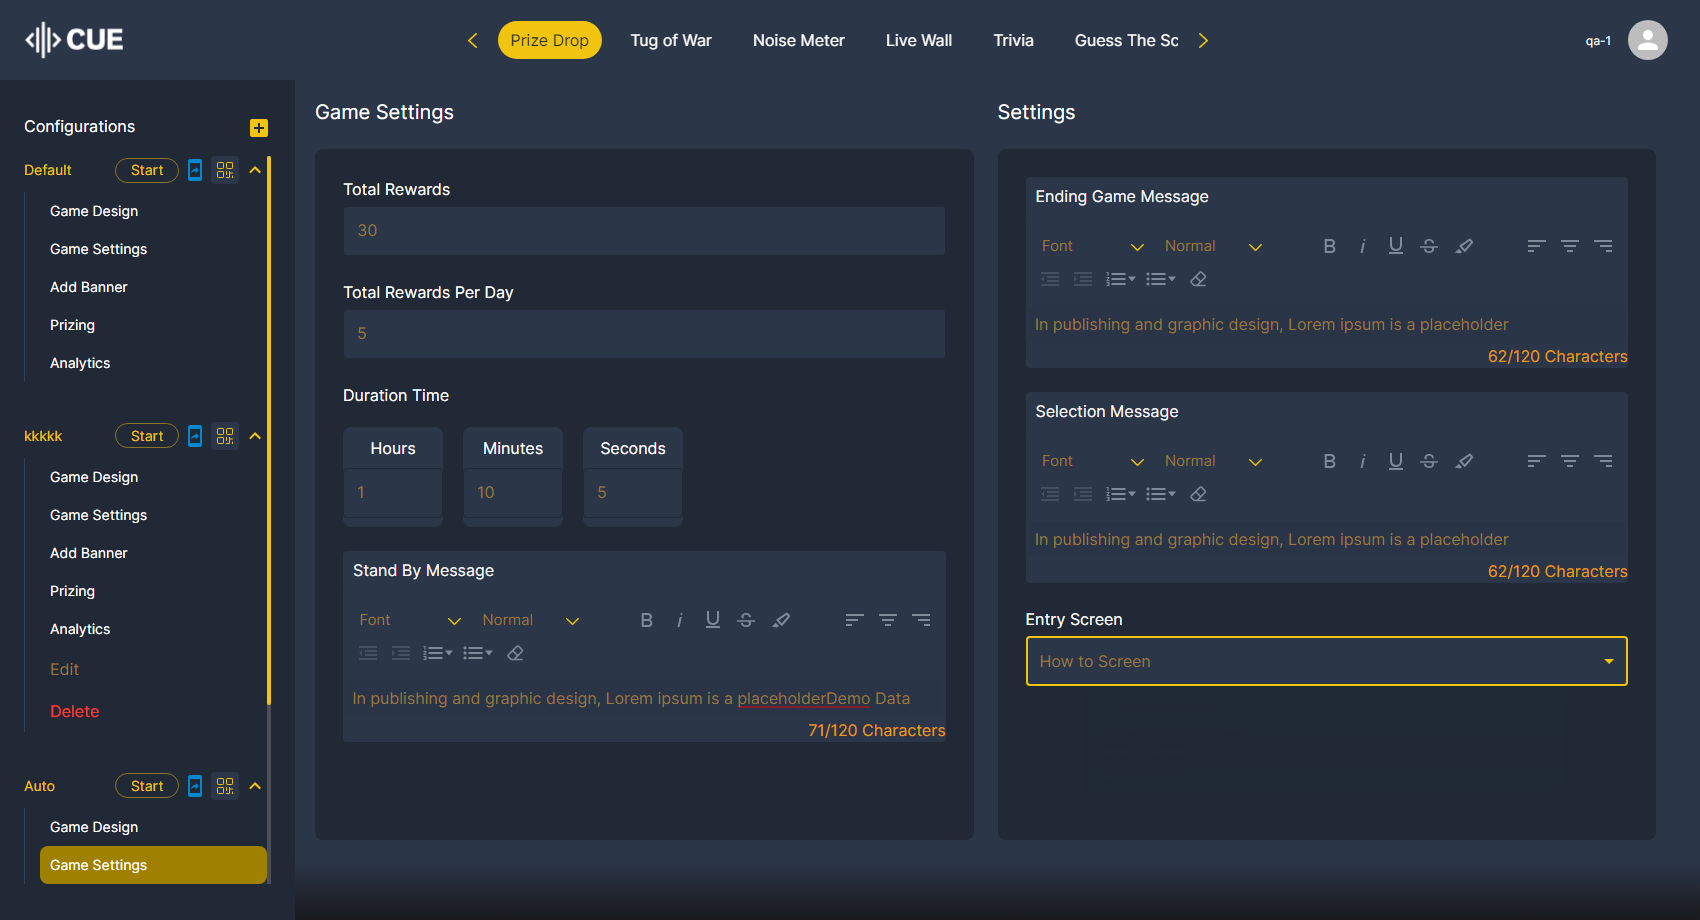 CUE
Prize Drop
Tug of War
Noise Meter
Live Wall
Trivia
Guess The Sc
qa-1
Configurations
Default
Start
Game Design
Game Settings
Add Banner
Prizing
Analytics
kkkkk
Start
Game Design
Game Settings
Add Banner
Prizing
Analytics
Edit
Delete
Auto
Start
Game Design
Game Settings
Game Settings
Total Rewards
30
Total Rewards Per Day
5
Duration Time
Hours
Minutes
Seconds
1
10
5
Stand By Message
Font
Normal
B
i
U
S
In publishing and graphic design, Lorem ipsum is a placeholderDemo Data
71/120 Characters
Settings
Ending Game Message
Font
Normal
B
i
U
S
In publishing and graphic design, Lorem ipsum is a placeholder
62/120 Characters
Selection Message
Font
Normal
B
i
U
S
In publishing and graphic design, Lorem ipsum is a placeholder
62/120 Characters
Entry Screen
How to Screen